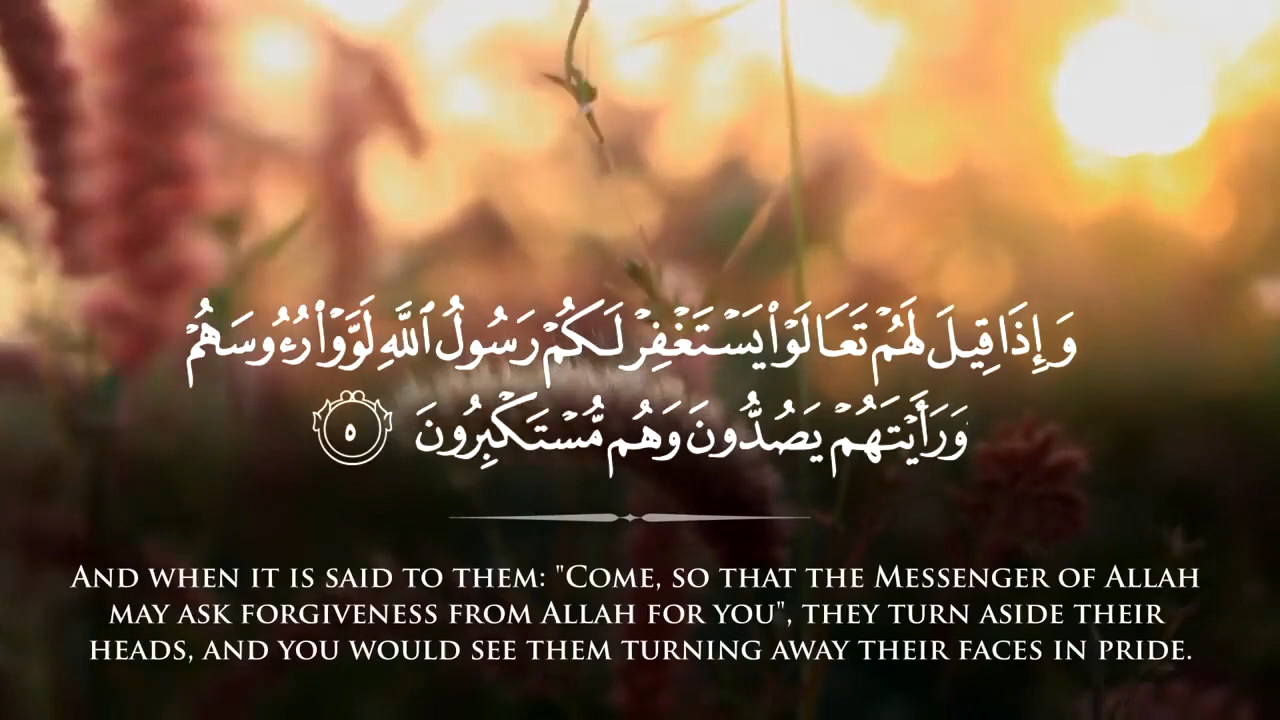 وَإِذَا قِيلَ لَهُمْ تَعَالَوْا۟ يَسْتَغْفِرْ لَكُمْ رَسُولُ ٱللَّهِ لَوَّوْا۟ رُءُوسَهُمْ
وَرَأَيْتَهُمْ يَصُدُّونَ وَهُم مُّسْتَكْبِرُونَ ٥
And when it is said to them: "Come, so that the Messenger of Allah
may ask forgiveness from Allah for you", they turn aside their
heads, and you would see them turning away their faces in pride.